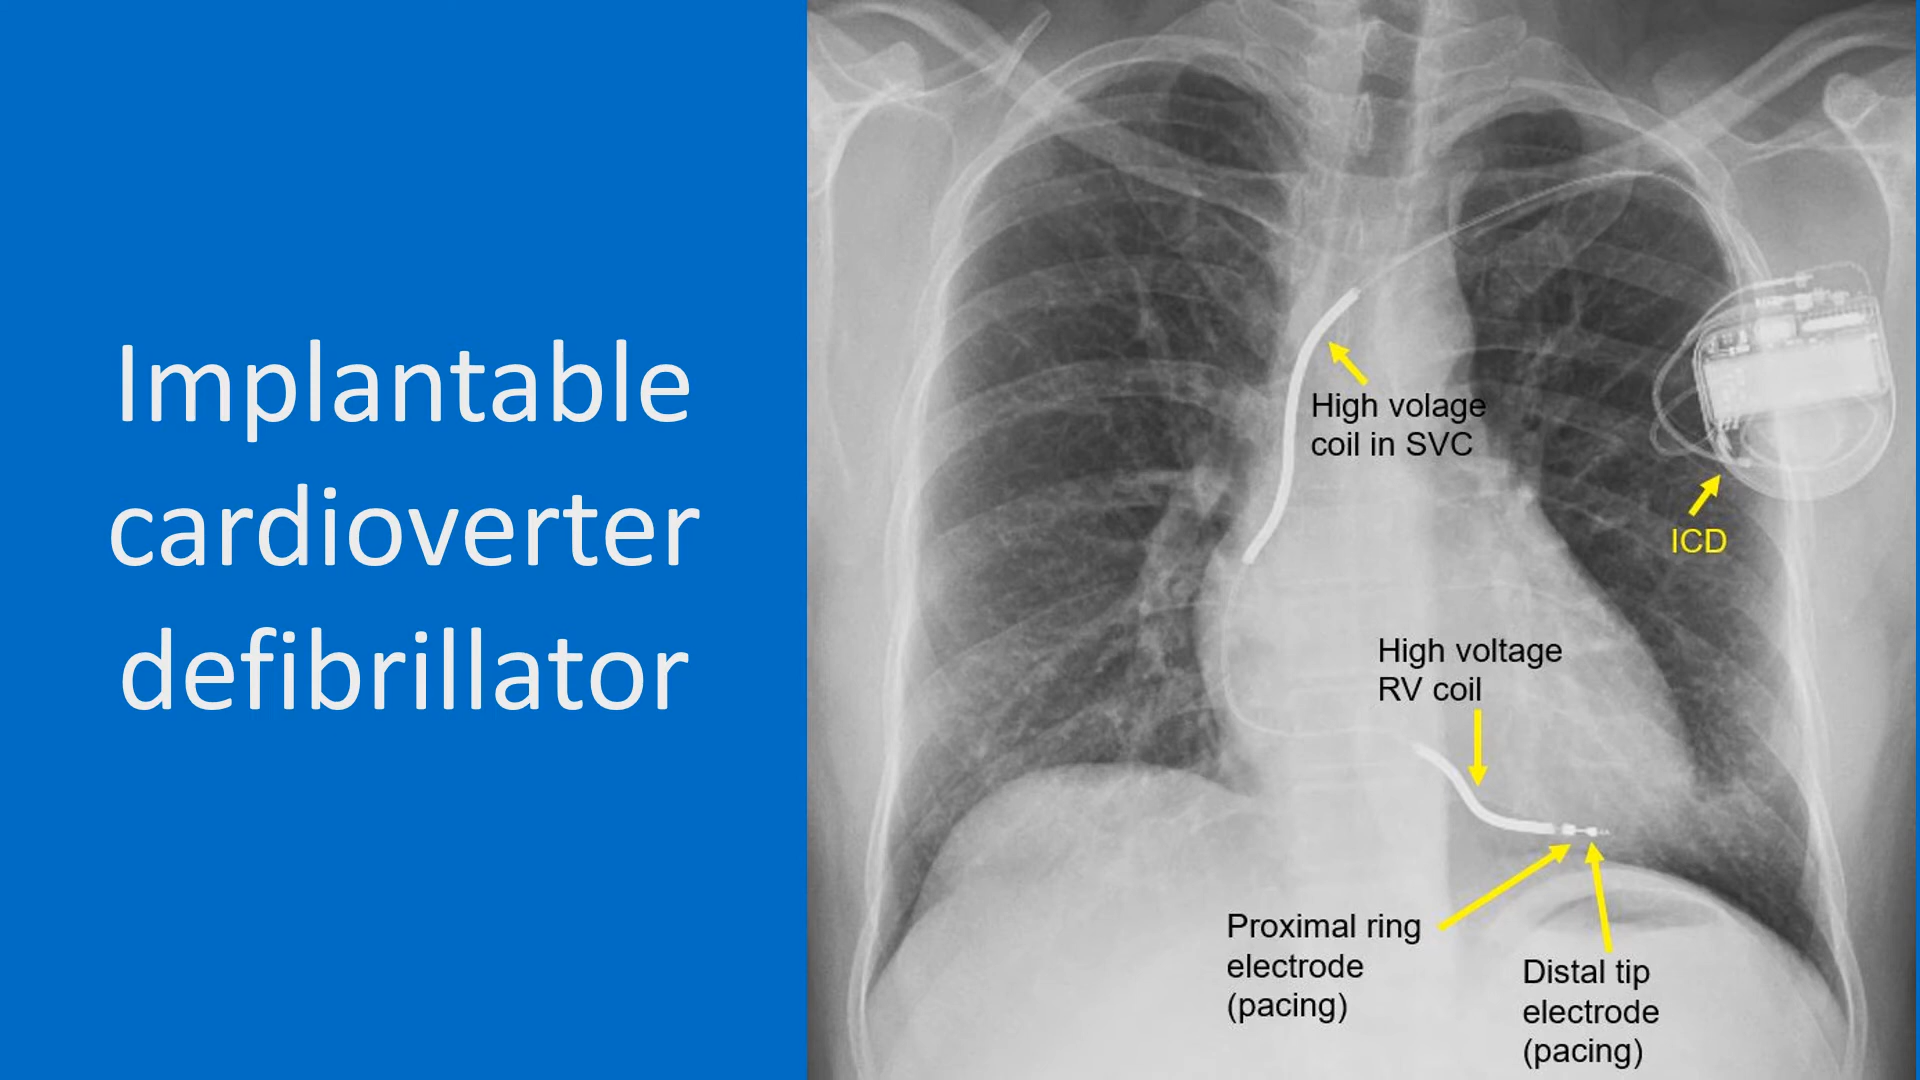 Implantable
cardioverter
defibrillator
High volage
coil in SVC
ICD
High voltage
RV coil
Proximal ring
electrode
(pacing)
Distal tip
electrode
(pacing)